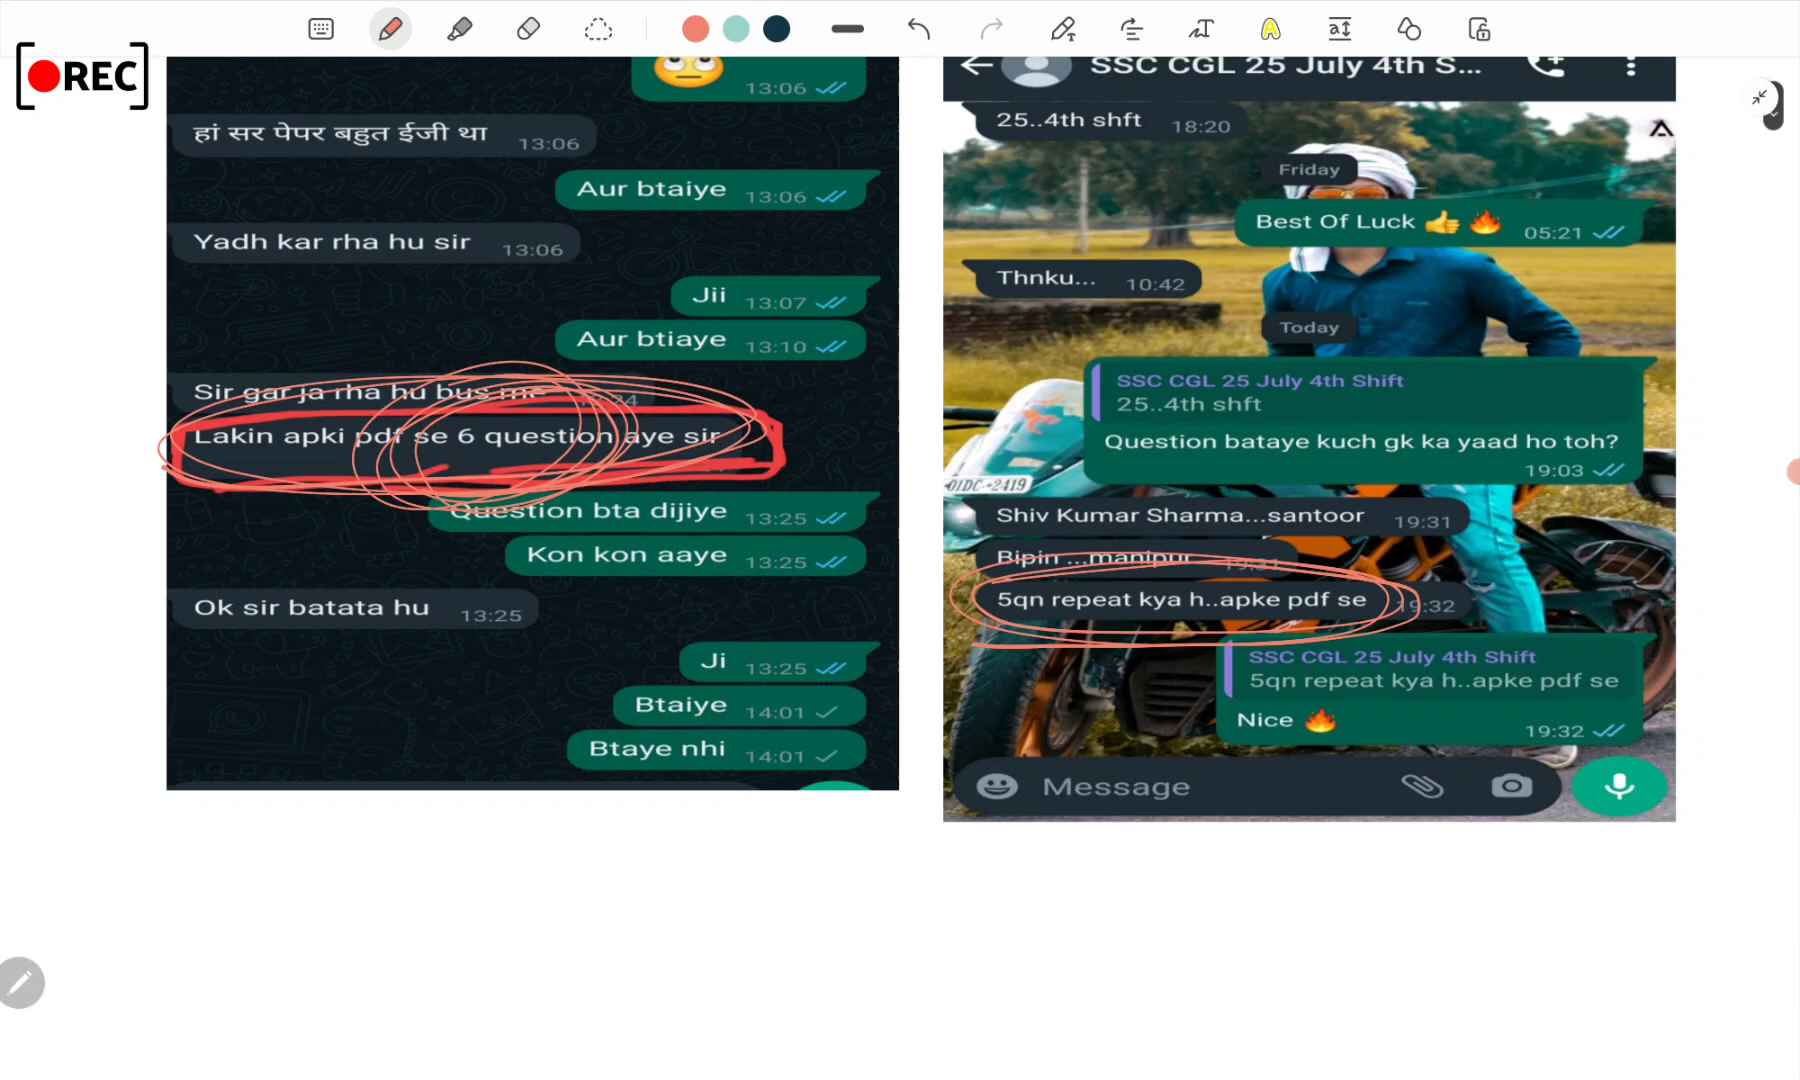 REC
13:06
हां सर पेपर बहुत ईजी था 13:06
Aur btaiye 13:06
Yadh kar rha hu sir 13:06
Jii 13:07
Aur btiaye 13:10
Sir gar ja rha hu bus me
Lakin apki pdf se 6 question aye sir
Question bta dijiye 13:25
Kon kon aaye 13:25
Ok sir batata hu 13:25
Ji 13:25
Btaiye 14:01
Btaye nhi 14:01
SSC CGL 25 July 4th S...
25..4th shft 18:20
Friday
Best Of Luck 👍 🔥 05:21
Thnku... 10:42
Today
SSC CGL 25 July 4th Shift
25..4th shft
Question bataye kuch gk ka yaad ho toh?
19:03
01DC-2419
Shiv Kumar Sharma...santoor 19:31
Bipin ...manipur 19:31
5qn repeat kya h..apke pdf se 19:32
SSC CGL 25 July 4th Shift
5qn repeat kya h..apke pdf se
Nice 🔥 19:32
Message